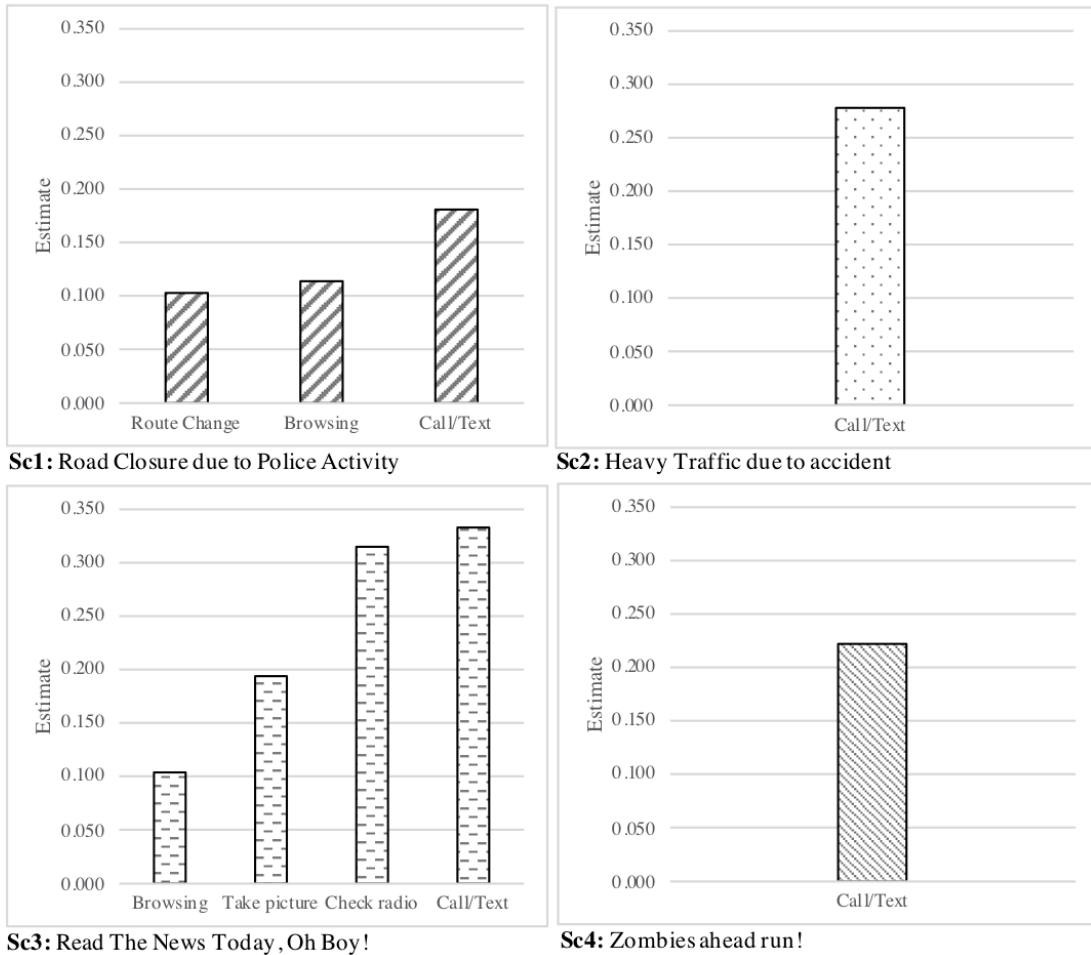 0.350
0.300
0.250
0.200
0.150
0.100
0.050
0.000
Estimate
Route Change Browsing Call/Text
Sc1: Road Closure due to Police Activity
0.350
0.300
0.250
0.200
0.150
0.100
0.050
0.000
Estimate
Call/Text
Sc2: Heavy Traffic due to accident
0.350
0.300
0.250
0.200
0.150
0.100
0.050
0.000
Estimate
Browsing Take picture Check radio Call/Text
Sc3: Read The News Today, Oh Boy!
0.350
0.300
0.250
0.200
0.150
0.100
0.050
0.000
Estimate
Call/Text
Sc4: Zombies ahead run!